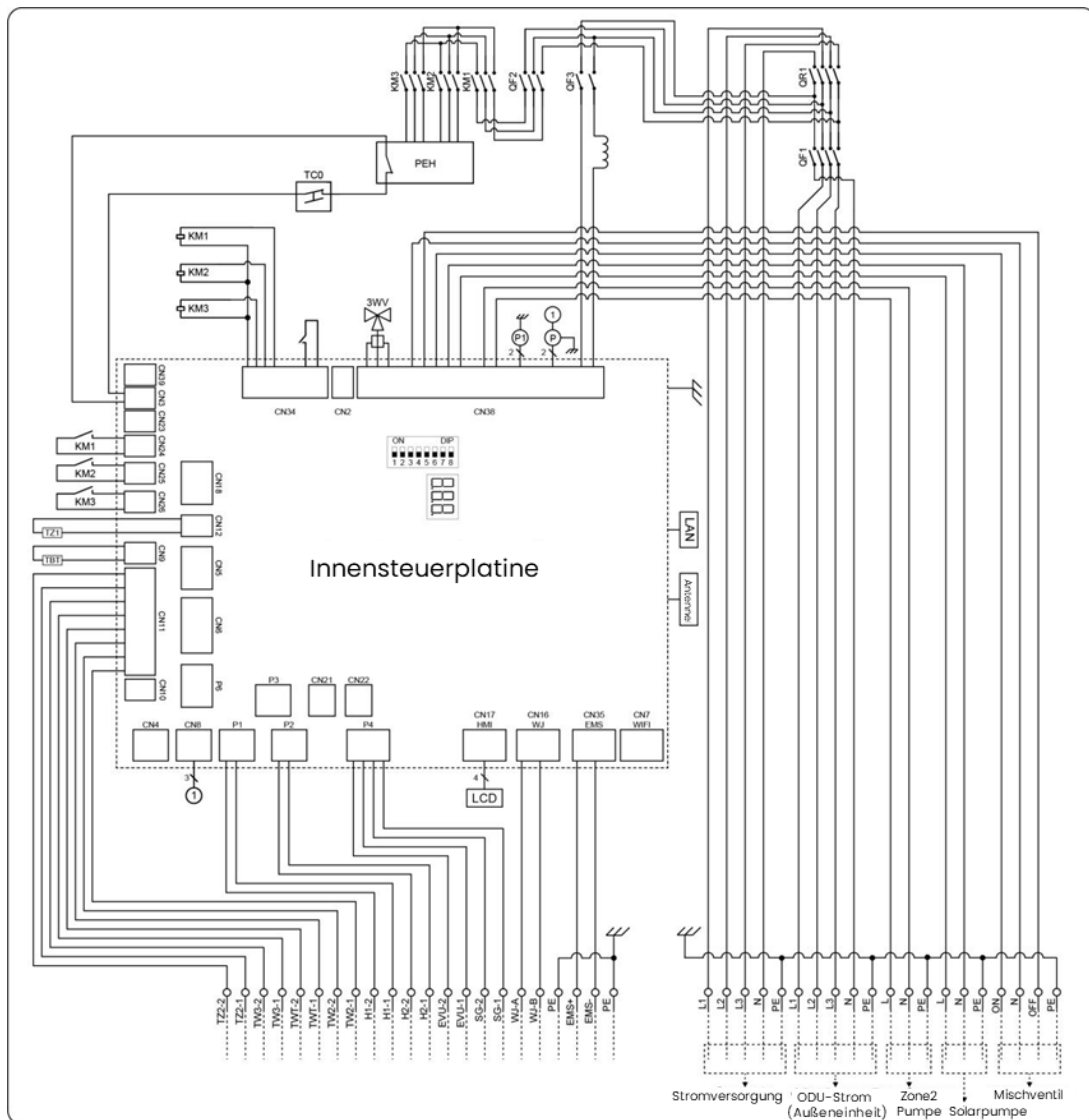 KM3
KM2
KM1
QF2
QF3
QR1
QF1
PEH
TC0
KM1
KM2
KM3
3WV
P1
2
1
P
2
CN39
CN3
CN23
CN24
CN25
CN26
CN12
CN9
CN11
CN10
CN34
CN2
CN38
KM1
KM2
KM3
TZ1
TBT
ON DIP
1 2 3 4 5 6 7 8
CN18
CN5
CN6
P6
Innensteuerplatine
LAN
Antenne
P3
CN21
CN22
CN4
CN8
P1
P2
P4
CN17
HMI
CN16
WJ
CN35
EMS
CN7
WIFI
3
1
4
LCD
TZ2-2
TZ2-1
TW3-2
TW3-1
TWT-2
TWT-1
TW2-2
TW2-1
H1-2
H1-1
H2-2
H2-1
EVU-2
EVU-1
SG-2
SG-1
WJ-A
WJ-B
PE
EMS+
EMS-
PE
L1
L2
L3
N
PE
L1
L2
L3
N
PE
L
N
PE
L
N
PE
ON
N
OFF
PE
Stromversorgung
ODU-Strom
(Außeneinheit)
Zone2
Pumpe
Solarpumpe
Mischventil